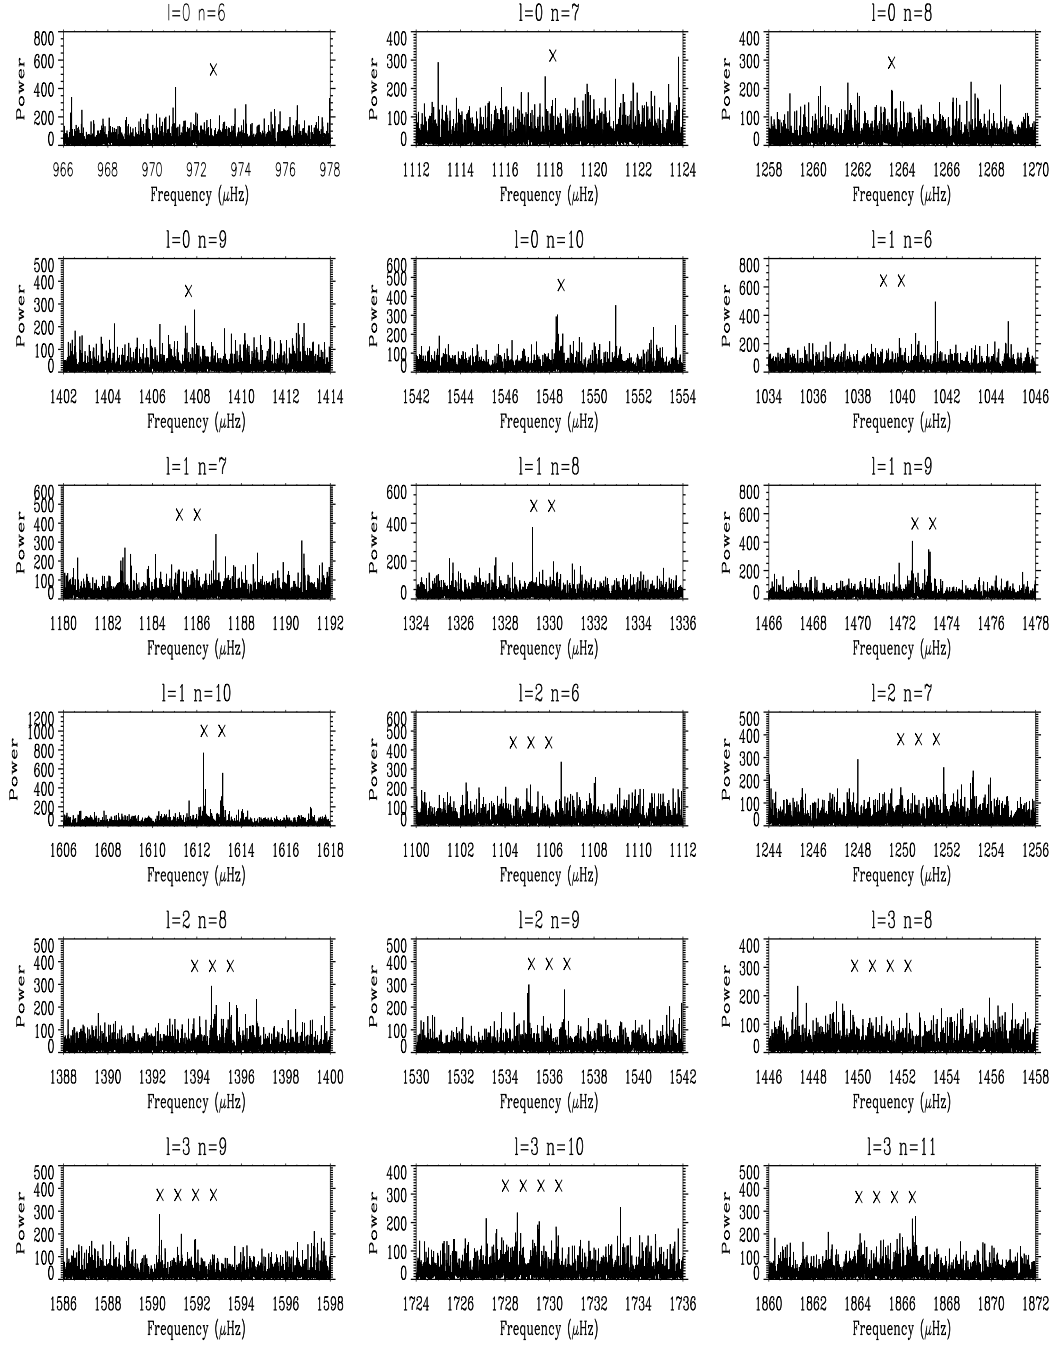 l=0 n=6
l=0 n=7
l=0 n=8
Power
800
600
400
200
0
966 968 970 972 974 976 978
Frequency (μHz)
Power
400
300
200
100
0
1112 1114 1116 1118 1120 1122 1124
Frequency (μHz)
Power
400
300
200
100
0
1258 1260 1262 1264 1266 1268 1270
Frequency (μHz)
l=0 n=9
l=0 n=10
l=1 n=6
Power
500
400
300
200
100
0
1402 1404 1406 1408 1410 1412 1414
Frequency (μHz)
Power
600
500
400
300
200
100
0
1542 1544 1546 1548 1550 1552 1554
Frequency (μHz)
Power
800
600
400
200
0
1034 1036 1038 1040 1042 1044 1046
Frequency (μHz)
l=1 n=7
l=1 n=8
l=1 n=9
Power
600
500
400
300
200
100
0
1180 1182 1184 1186 1188 1190 1192
Frequency (μHz)
Power
600
400
200
0
1324 1326 1328 1330 1332 1334 1336
Frequency (μHz)
Power
800
600
400
200
0
1466 1468 1470 1472 1474 1476 1478
Frequency (μHz)
l=1 n=10
l=2 n=6
l=2 n=7
Power
1200
1000
800
600
400
200
0
1606 1608 1610 1612 1614 1616 1618
Frequency (μHz)
Power
600
500
400
300
200
100
0
1100 1102 1104 1106 1108 1110 1112
Frequency (μHz)
Power
500
400
300
200
100
0
1244 1246 1248 1250 1252 1254 1256
Frequency (μHz)
l=2 n=8
l=2 n=9
l=3 n=8
Power
500
400
300
200
100
0
1388 1390 1392 1394 1396 1398 1400
Frequency (μHz)
Power
500
400
300
200
100
0
1530 1532 1534 1536 1538 1540 1542
Frequency (μHz)
Power
400
300
200
100
0
1446 1448 1450 1452 1454 1456 1458
Frequency (μHz)
l=3 n=9
l=3 n=10
l=3 n=11
Power
500
400
300
200
100
0
1586 1588 1590 1592 1594 1596 1598
Frequency (μHz)
Power
400
300
200
100
0
1724 1726 1728 1730 1732 1734 1736
Frequency (μHz)
Power
500
400
300
200
100
0
1860 1862 1864 1866 1868 1870 1872
Frequency (μHz)